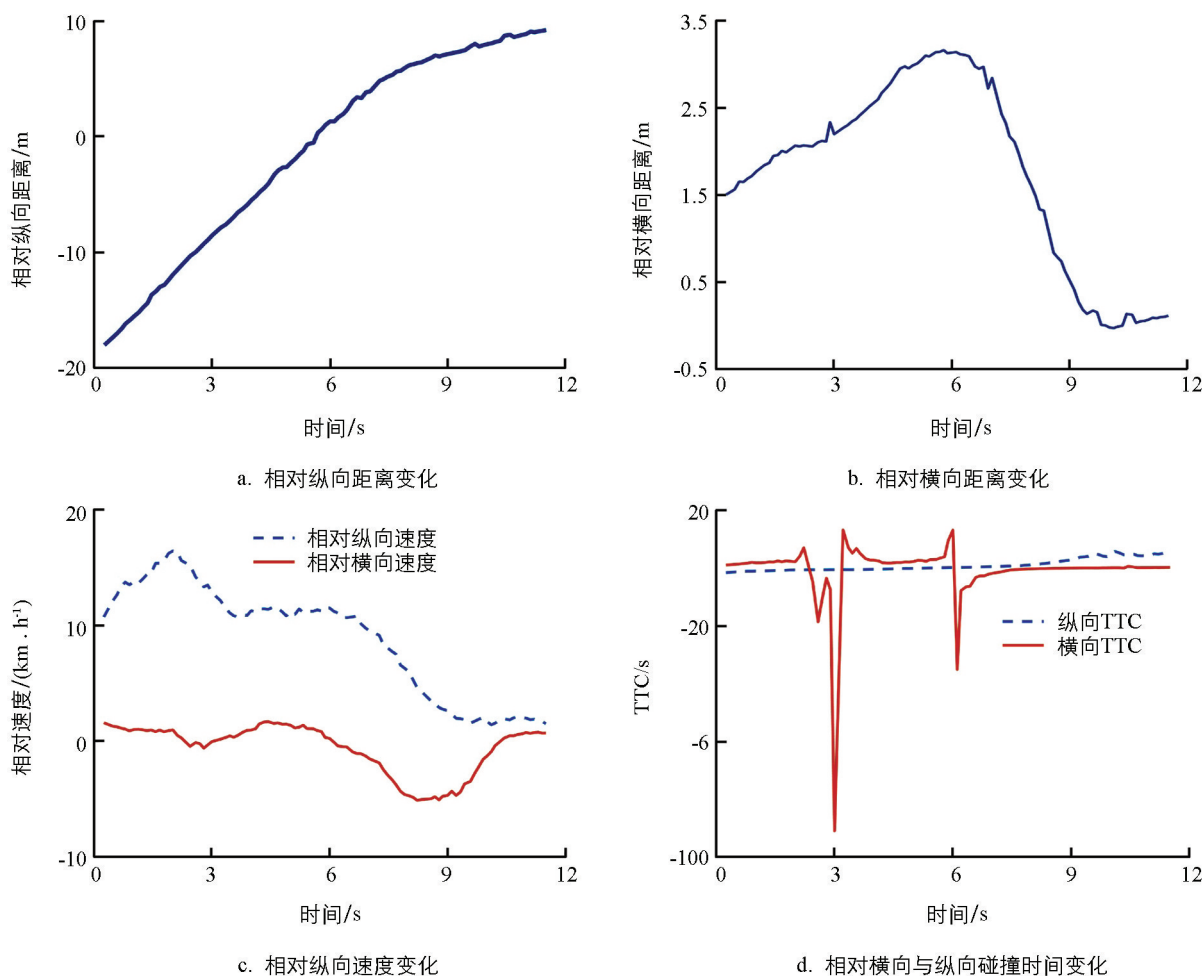 10
0
-10
-20
相对纵向距离/m
0
3
6
9
12
时间/s
a. 相对纵向距离变化
3.5
2.5
1.5
0.5
-0.5
相对横向距离/m
0
3
6
9
12
时间/s
b. 相对横向距离变化
20
10
0
-10
相对速度/(km . h⁻¹)
相对纵向速度
相对横向速度
0
3
6
9
12
时间/s
c. 相对纵向速度变化
20
-20
-6
-100
TTC/s
纵向TTC
横向TTC
0
3
6
9
12
时间/s
d. 相对横向与纵向碰撞时间变化